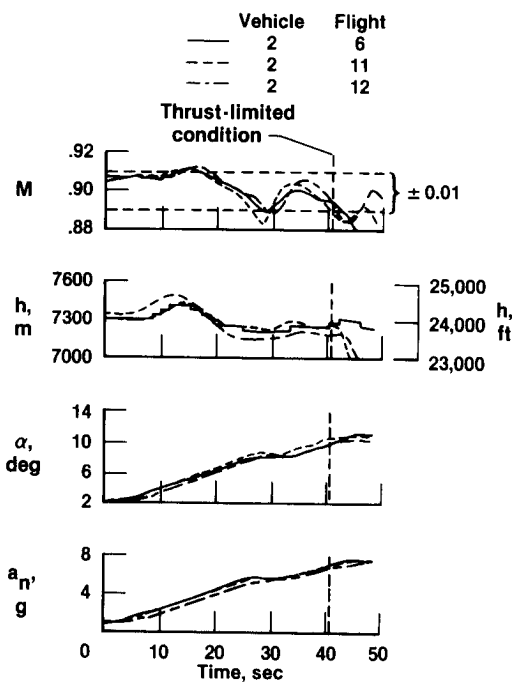 Vehicle Flight
2 6
2 11
2 12
Thrust-limited
condition
M
.92
.90
.88
± 0.01
h,
m
7600
7300
7000
25,000
24,000
23,000
h,
ft
α,
deg
14
10
6
2
an,
g
8
4
0 10 20 30 40 50
Time, sec